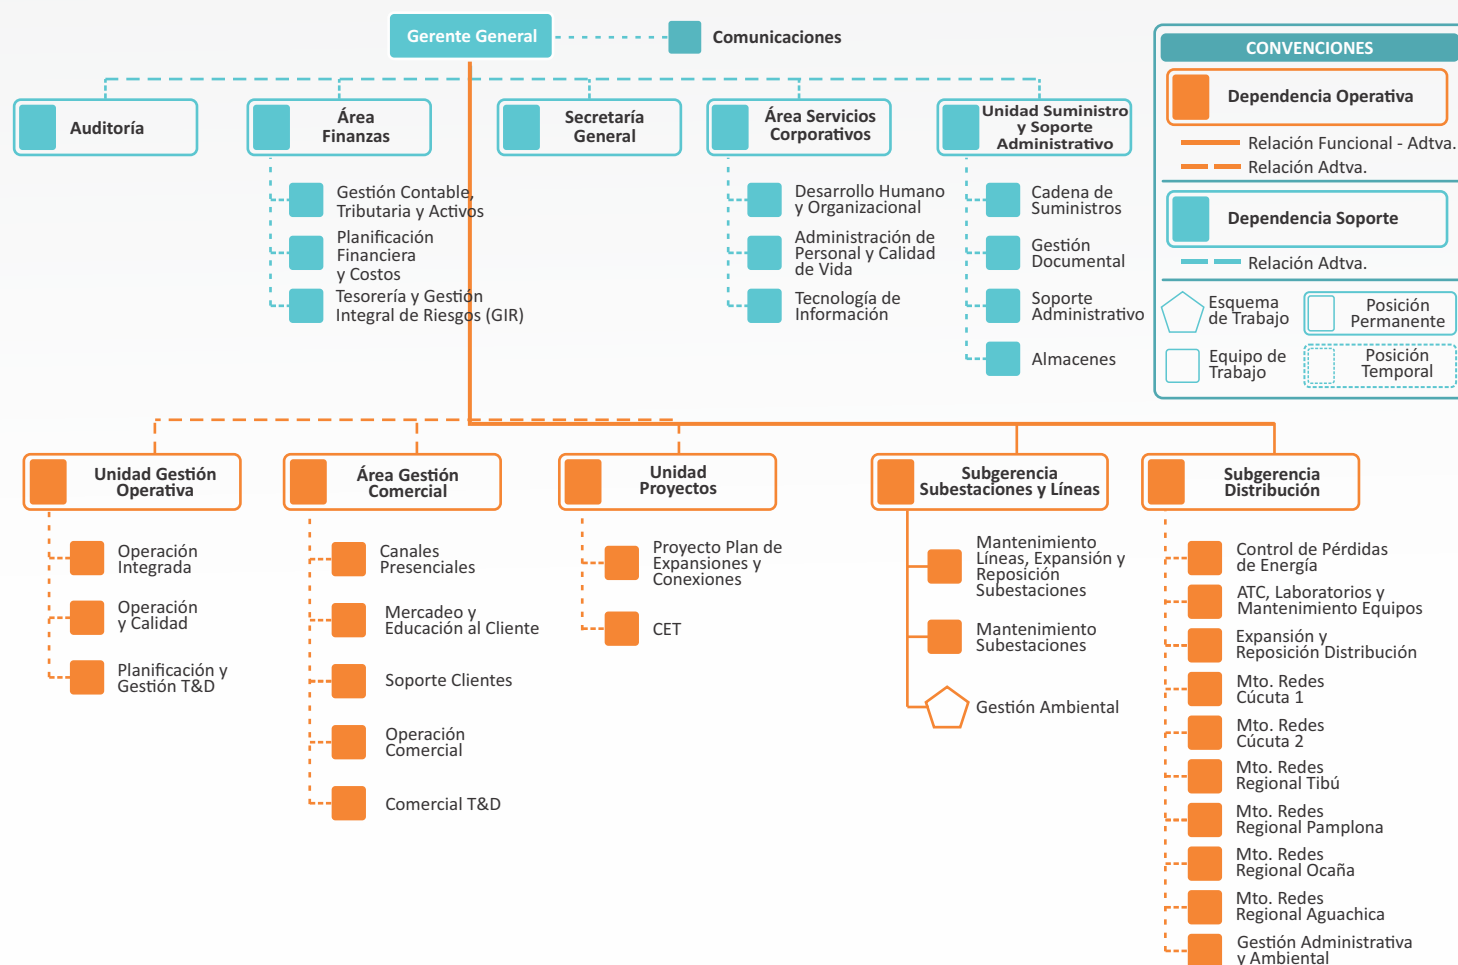 Gerente General
Comunicaciones
Auditoría
Área
Finanzas
Secretaría
General
Área Servicios
Corporativos
Unidad Suministro
y Soporte
Administrativo
Gestión Contable,
Tributaria y Activos
Planificación
Financiera
y Costos
Tesorería y Gestión
Integral de Riesgos (GIR)
Desarrollo Humano
y Organizacional
Administración de
Personal y Calidad
de Vida
Tecnología de
Información
Cadena de
Suministros
Gestión
Documental
Soporte
Administrativo
Almacenes
CONVENCIONES
Dependencia Operativa
Relación Funcional - Adtva.
Relación Adtva.
Dependencia Soporte
Relación Adtva.
Esquema
de Trabajo
Posición
Permanente
Equipo de
Trabajo
Posición
Temporal
Unidad Gestión
Operativa
Área Gestión
Comercial
Unidad
Proyectos
Subgerencia
Subestaciones y Líneas
Subgerencia
Distribución
Operación
Integrada
Operación
y Calidad
Planificación y
Gestión T&D
Canales
Presenciales
Mercadeo y
Educación al Cliente
Soporte Clientes
Operación
Comercial
Comercial T&D
Proyecto Plan de
Expansiones y
Conexiones
CET
Mantenimiento
Líneas, Expansión y
Reposición
Subestaciones
Mantenimiento
Subestaciones
Gestión Ambiental
Control de Pérdidas
de Energía
ATC, Laboratorios y
Mantenimiento Equipos
Expansión y
Reposición Distribución
Mto. Redes
Cúcuta 1
Mto. Redes
Cúcuta 2
Mto. Redes
Regional Tibú
Mto. Redes
Regional Pamplona
Mto. Redes
Regional Ocaña
Mto. Redes
Regional Aguachica
Gestión Administrativa
y Ambiental